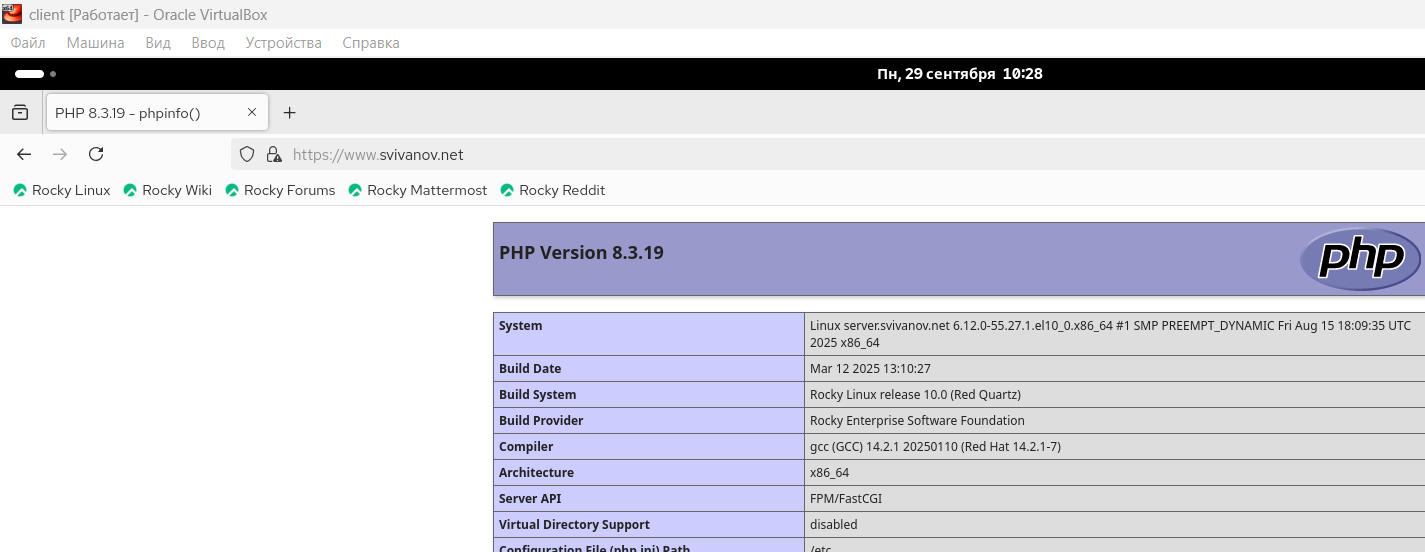 client [Работает] - Oracle VirtualBox
Файл Машина Вид Ввод Устройства Справка
Пн, 29 сентября 10:28
PHP 8.3.19 – phpinfo()
https://www.svivanov.net
Rocky Linux Rocky Wiki Rocky Forums Rocky Mattermost Rocky Reddit
PHP Version 8.3.19
php
System Linux server.svivanov.net 6.12.0-55.27.1.el10_0.x86_64 #1 SMP PREEMPT_DYNAMIC Fri Aug 15 18:09:35 UTC
2025 x86_64
Build Date Mar 12 2025 13:10:27
Build System Rocky Linux release 10.0 (Red Quartz)
Build Provider Rocky Enterprise Software Foundation
Compiler gcc (GCC) 14.2.1 20250110 (Red Hat 14.2.1-7)
Architecture x86_64
Server API FPM/FastCGI
Virtual Directory Support disabled
Configuration File (php.ini) Path /etc